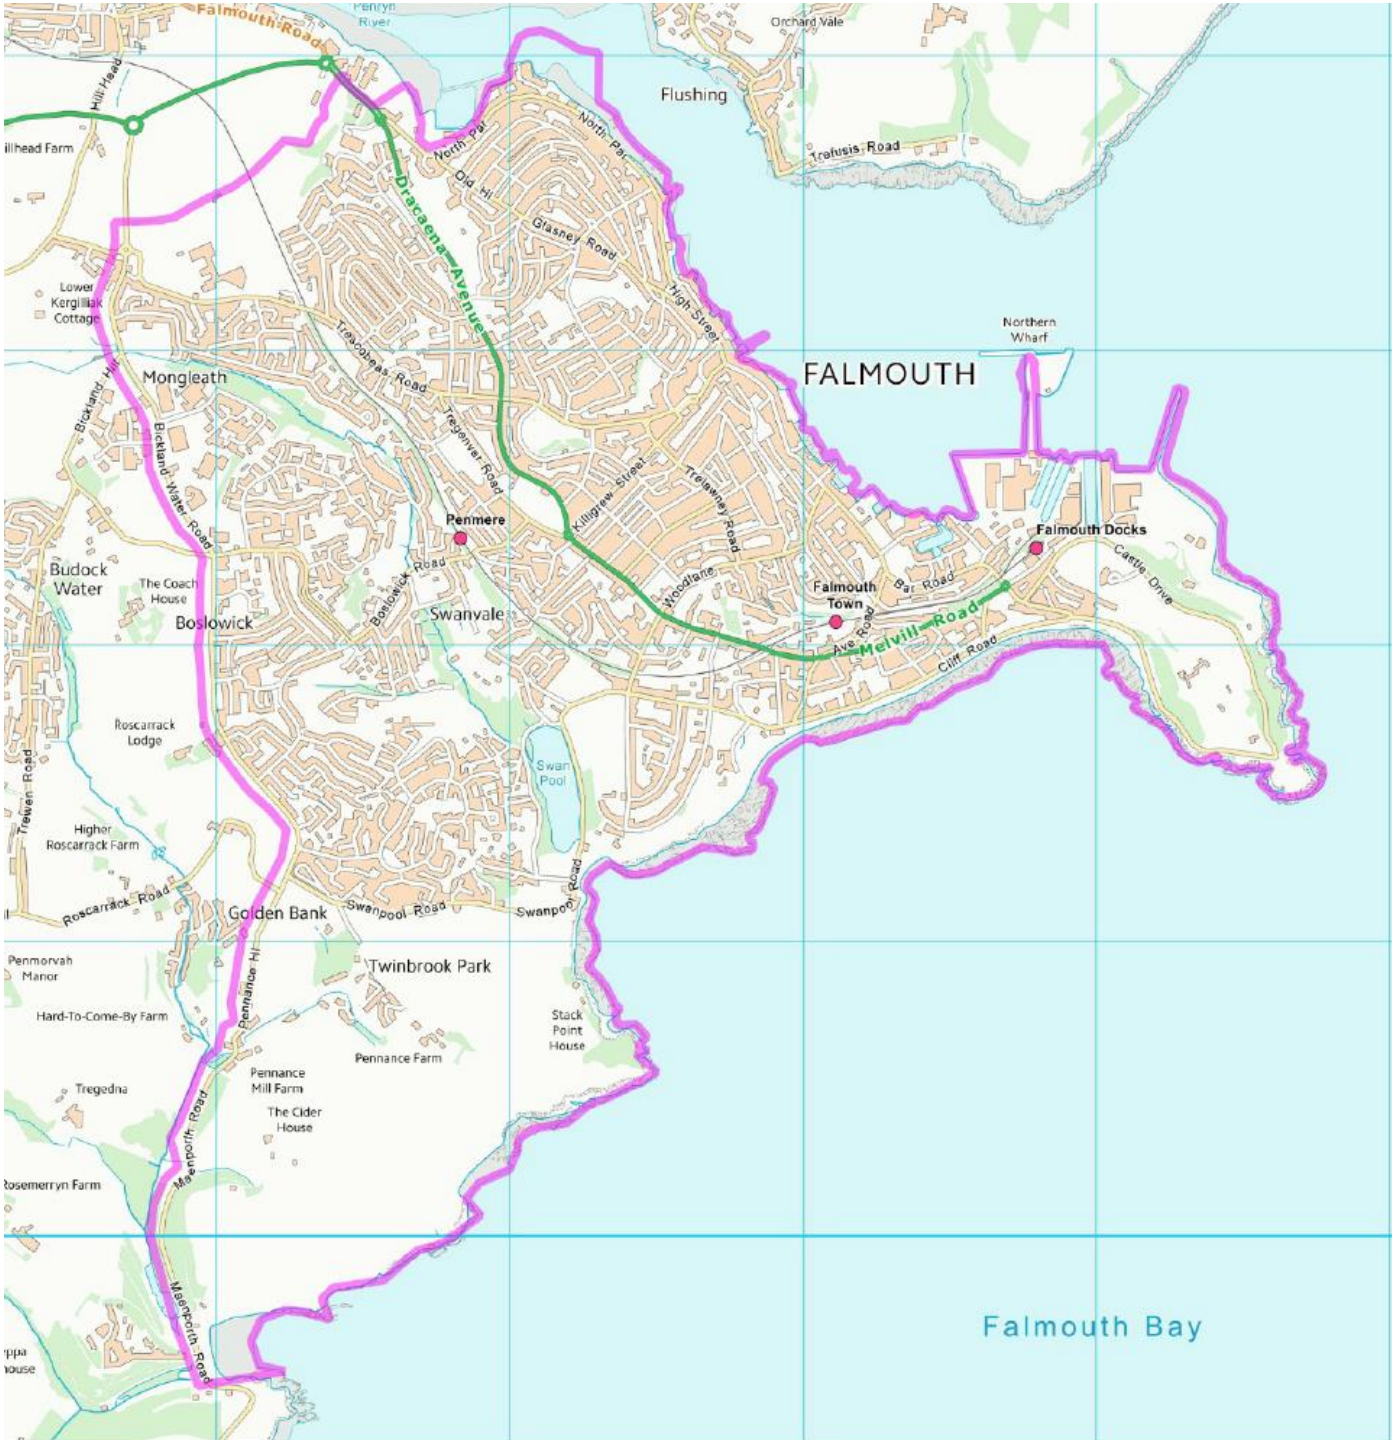 Penryn
River
Falmouth Road
Orchard Vale
Hill Head
Flushing
North Par
North Par
illhead Farm
Trefusis Road
Old Hl
Dracaena Avenue
Glasney Road
Lower
Kergilliak
Cottage
High Street
Northern
Wharf
Trescobeas Road
FALMOUTH
Bickland Hill
Mongleath
Tregenver Road
Bickland Water Road
Killigrew Street
Trelawney Road
Penmere
Falmouth Docks
Budock
Water
The Coach
House
Boslowick Road
Woodlane
Bar Road
Castle Drive
Falmouth
Town
Boslowick
Swanvale
Ave Road
Melvill Road
Cliff Road
Roscarrack
Lodge
Swan
Pool
Trewen Road
Higher
Roscarrack Farm
Roscarrack Road
Golden Bank
Swanpool Road
Swanpool Road
Penmorvah
Manor
Twinbrook Park
Pennance Hl
Hard-To-Come-By Farm
Stack
Point
House
Pennance Farm
Pennance
Mill Farm
Tregedna
The Cider
House
Maenporth Road
Rosemerryn Farm
Maenporth Road
Falmouth Bay
eppa
house